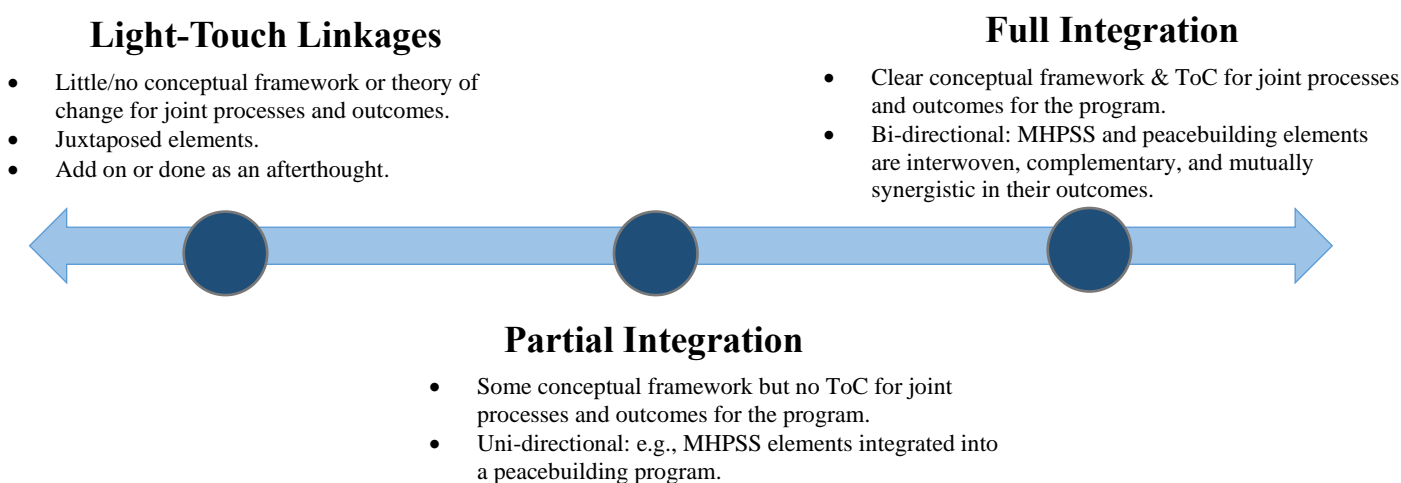 Light-Touch Linkages
• Little/no conceptual framework or theory of
change for joint processes and outcomes.
• Juxtaposed elements.
• Add on or done as an afterthought.
Full Integration
• Clear conceptual framework & ToC for joint processes
and outcomes for the program.
• Bi-directional: MHPSS and peacebuilding elements
are interwoven, complementary, and mutually
synergistic in their outcomes.
Partial Integration
• Some conceptual framework but no ToC for joint
processes and outcomes for the program.
• Uni-directional: e.g., MHPSS elements integrated into
a peacebuilding program.